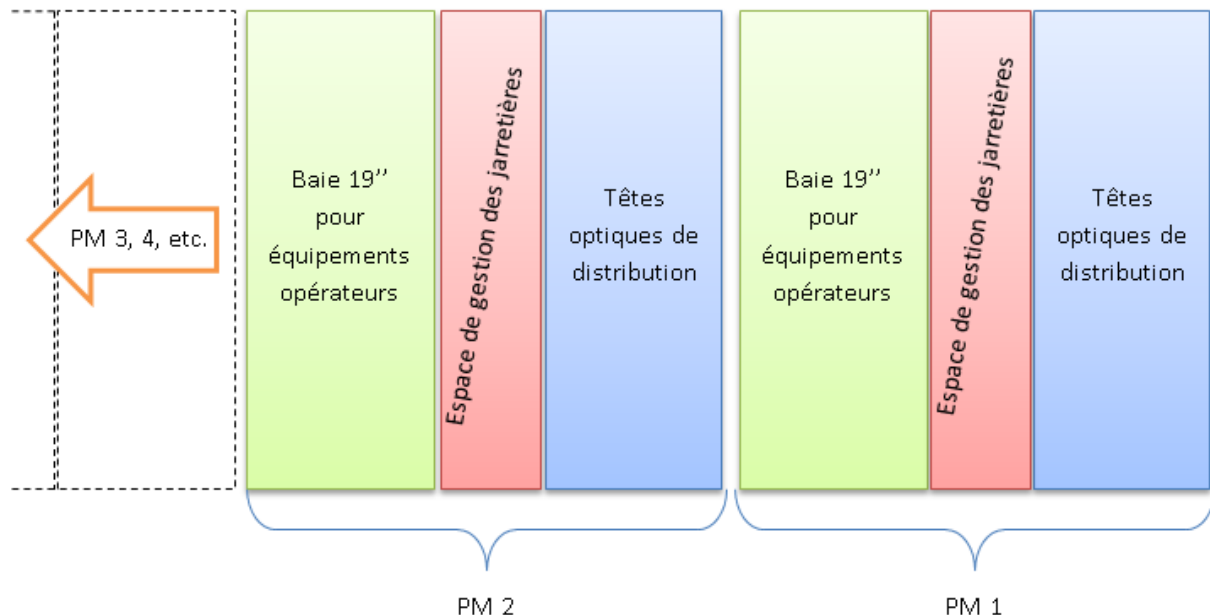 PM 3, 4, etc.
Baie 19’’
pour
équipements
opérateurs
Espace de gestion des jarretières
Têtes
optiques de
distribution
Baie 19’’
pour
équipements
opérateurs
Espace de gestion des jarretières
Têtes
optiques de
distribution
PM 2
PM 1